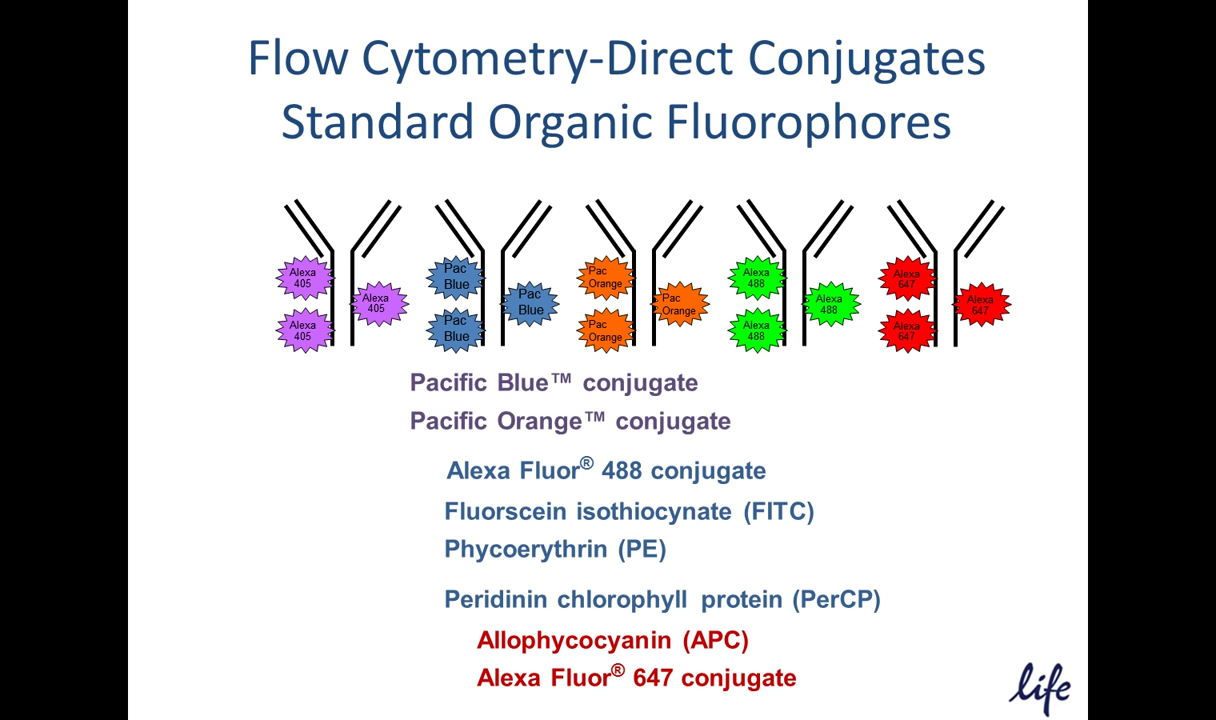 Flow Cytometry-Direct Conjugates
Standard Organic Fluorophores
Alexa
405
Alexa
405
Alexa
405
Pac
Blue
Pac
Blue
Pac
Blue
Pac
Orange
Pac
Orange
Pac
Orange
Alexa
488
Alexa
488
Alexa
488
Alexa
647
Alexa
647
Alexa
647
Pacific Blue™ conjugate
Pacific Orange™ conjugate
Alexa Fluor® 488 conjugate
Fluorscein isothiocynate (FITC)
Phycoerythrin (PE)
Peridinin chlorophyll protein (PerCP)
Allophycocyanin (APC)
Alexa Fluor® 647 conjugate
life